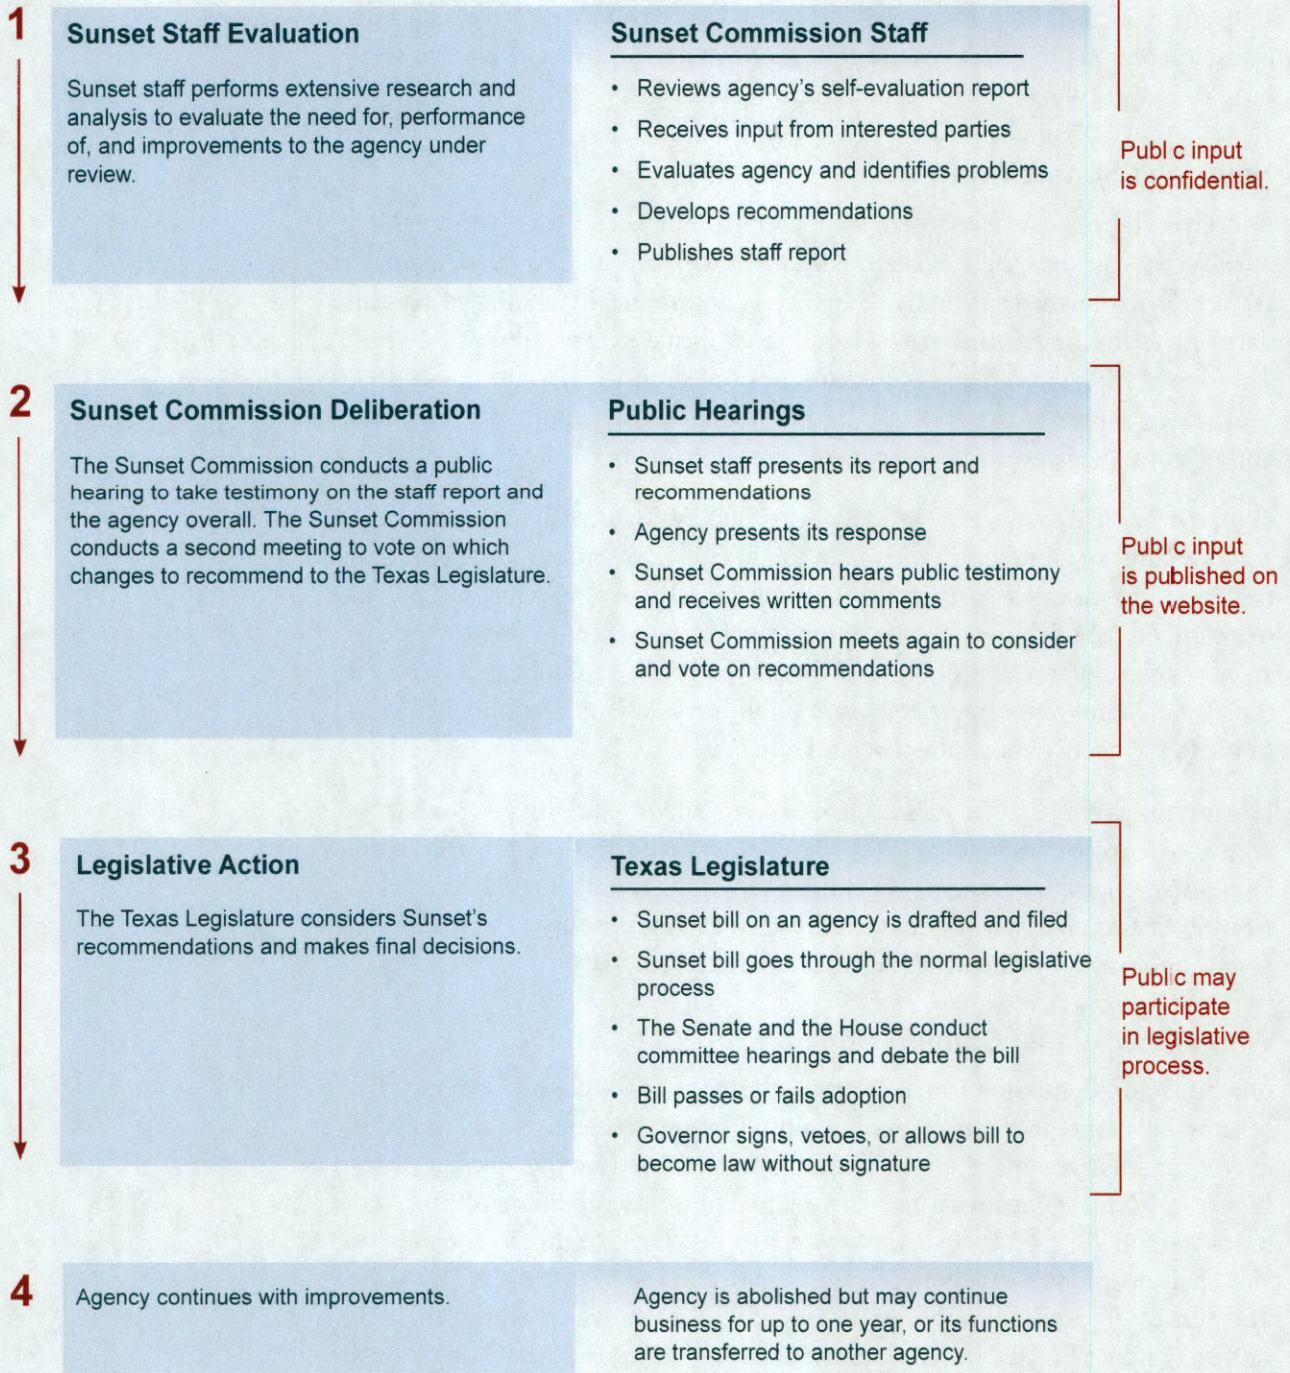 1
Sunset Staff Evaluation
Sunset staff performs extensive research and
analysis to evaluate the need for, performance
of, and improvements to the agency under
review.
Sunset Commission Staff
• Reviews agency's self-evaluation report
• Receives input from interested parties
• Evaluates agency and identifies problems
• Develops recommendations
• Publishes staff report
Publ c input
is confidential.
2
Sunset Commission Deliberation
The Sunset Commission conducts a public
hearing to take testimony on the staff report and
the agency overall. The Sunset Commission
conducts a second meeting to vote on which
changes to recommend to the Texas Legislature.
Public Hearings
• Sunset staff presents its report and
recommendations
• Agency presents its response
• Sunset Commission hears public testimony
and receives written comments
• Sunset Commission meets again to consider
and vote on recommendations
Publ c input
is published on
the website.
3
Legislative Action
The Texas Legislature considers Sunset's
recommendations and makes final decisions.
Texas Legislature
• Sunset bill on an agency is drafted and filed
• Sunset bill goes through the normal legislative
process
• The Senate and the House conduct
committee hearings and debate the bill
• Bill passes or fails adoption
• Governor signs, vetoes, or allows bill to
become law without signature
Public may
participate
in legislative
process.
4
Agency continues with improvements.
Agency is abolished but may continue
business for up to one year, or its functions
are transferred to another agency.